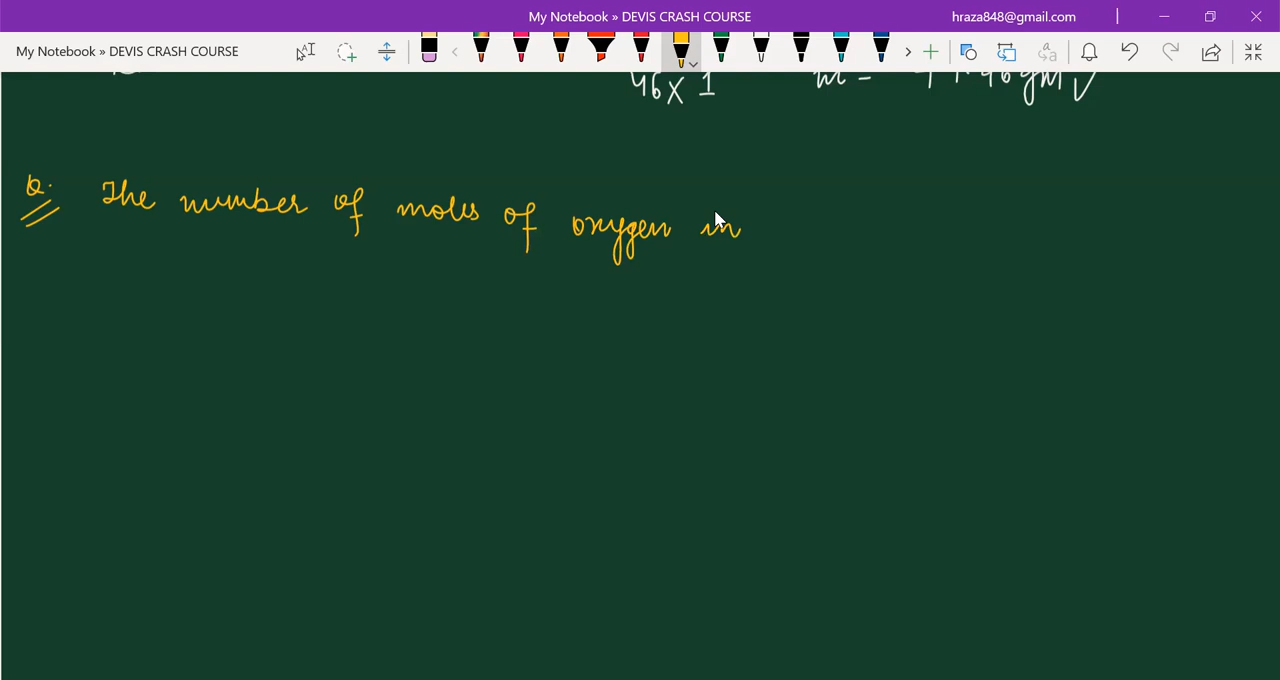 My Notebook » DEVIS CRASH COURSE
hraza848@gmail.com
My Notebook » DEVIS CRASH COURSE
46 X 1
Q. The number of moles of oxygen in